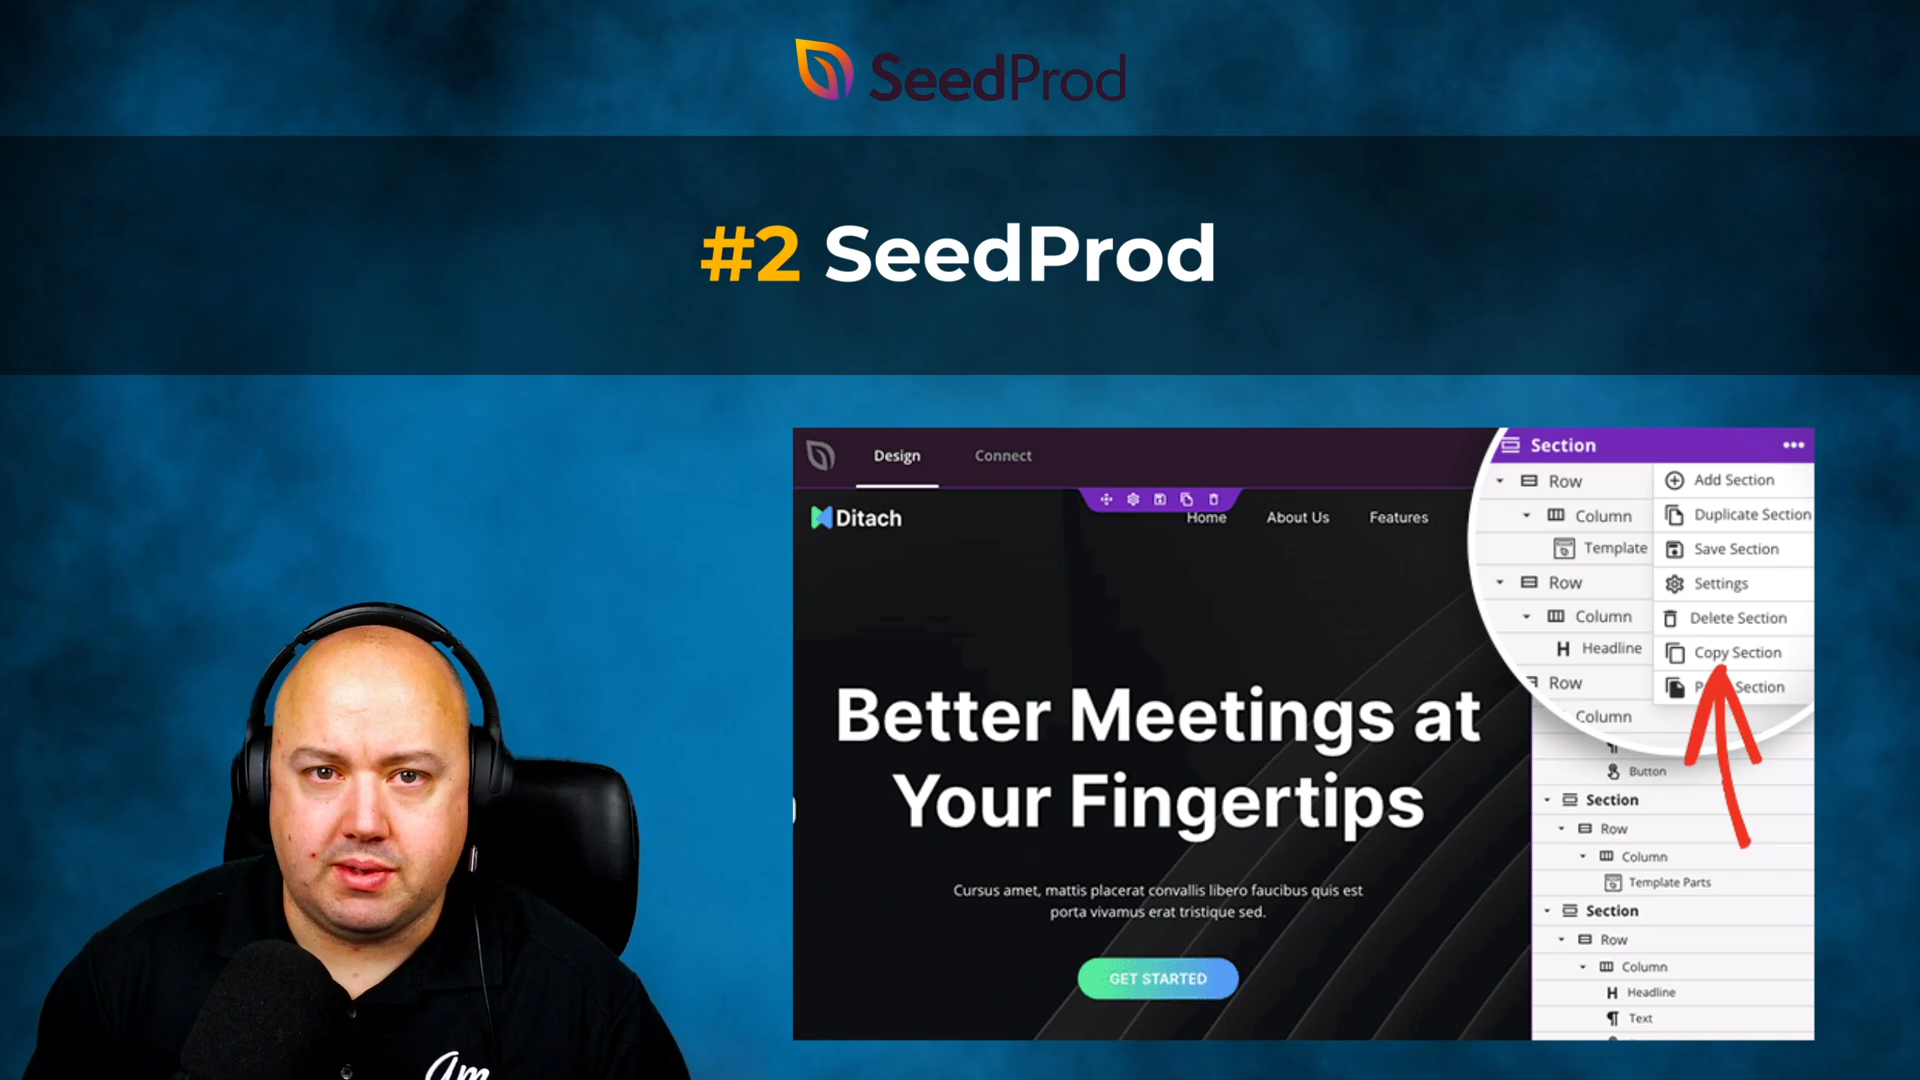 SeedProd
#2 SeedProd
Design
Connect
Ditach
Home
About Us
Features
Better Meetings at
Your Fingertips
Cursus amet, mattis placerat convallis libero faucibus quis est
porta vivamus erat tristique sed.
GET STARTED
Section
Row
Column
Template
Row
Column
H Headline
Row
Column
Add Section
Duplicate Section
Save Section
Settings
Delete Section
Copy Section
Section
Button
Section
Row
Column
Template Parts
Section
Row
Column
H Headline
¶ Text
am